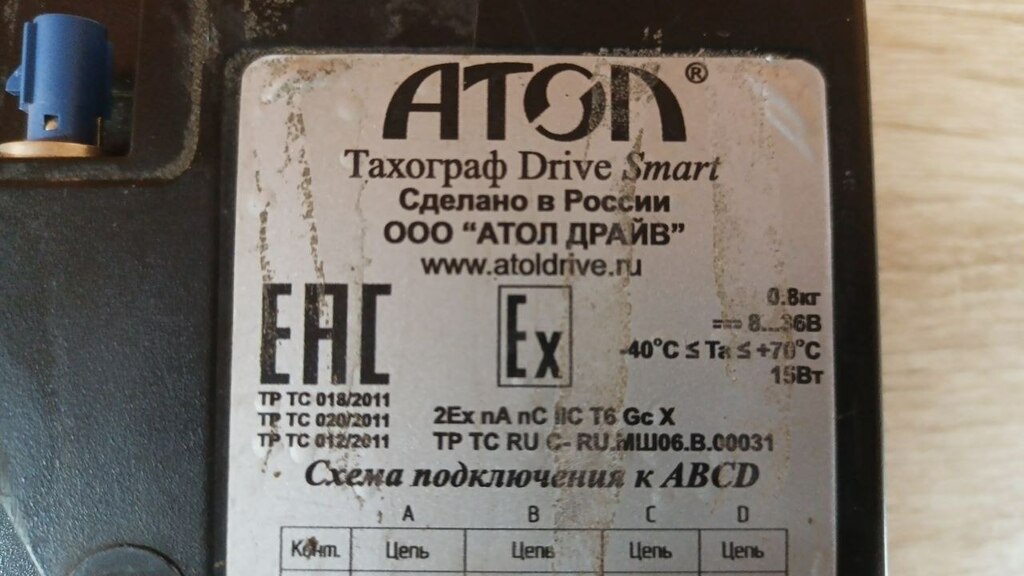 АТОЛ®
Тахограф Drive Smart
Сделано в России
ООО “АТОЛ ДРАЙВ”
www.atoldrive.ru
ЕАС
Ex
0.8кг
8...36В
-40°C ≤ Ta ≤ +70°C
15Вт
ТР ТС 018/2011
ТР ТС 020/2011
ТР ТС 012/2011
2Ex nA nC IIC T6 Gc X
ТР ТС RU C- RU.МШ06.В.00031
Схема подключения к ABCD
A B C D
Конт. Цепь Цепь Цепь Цепь